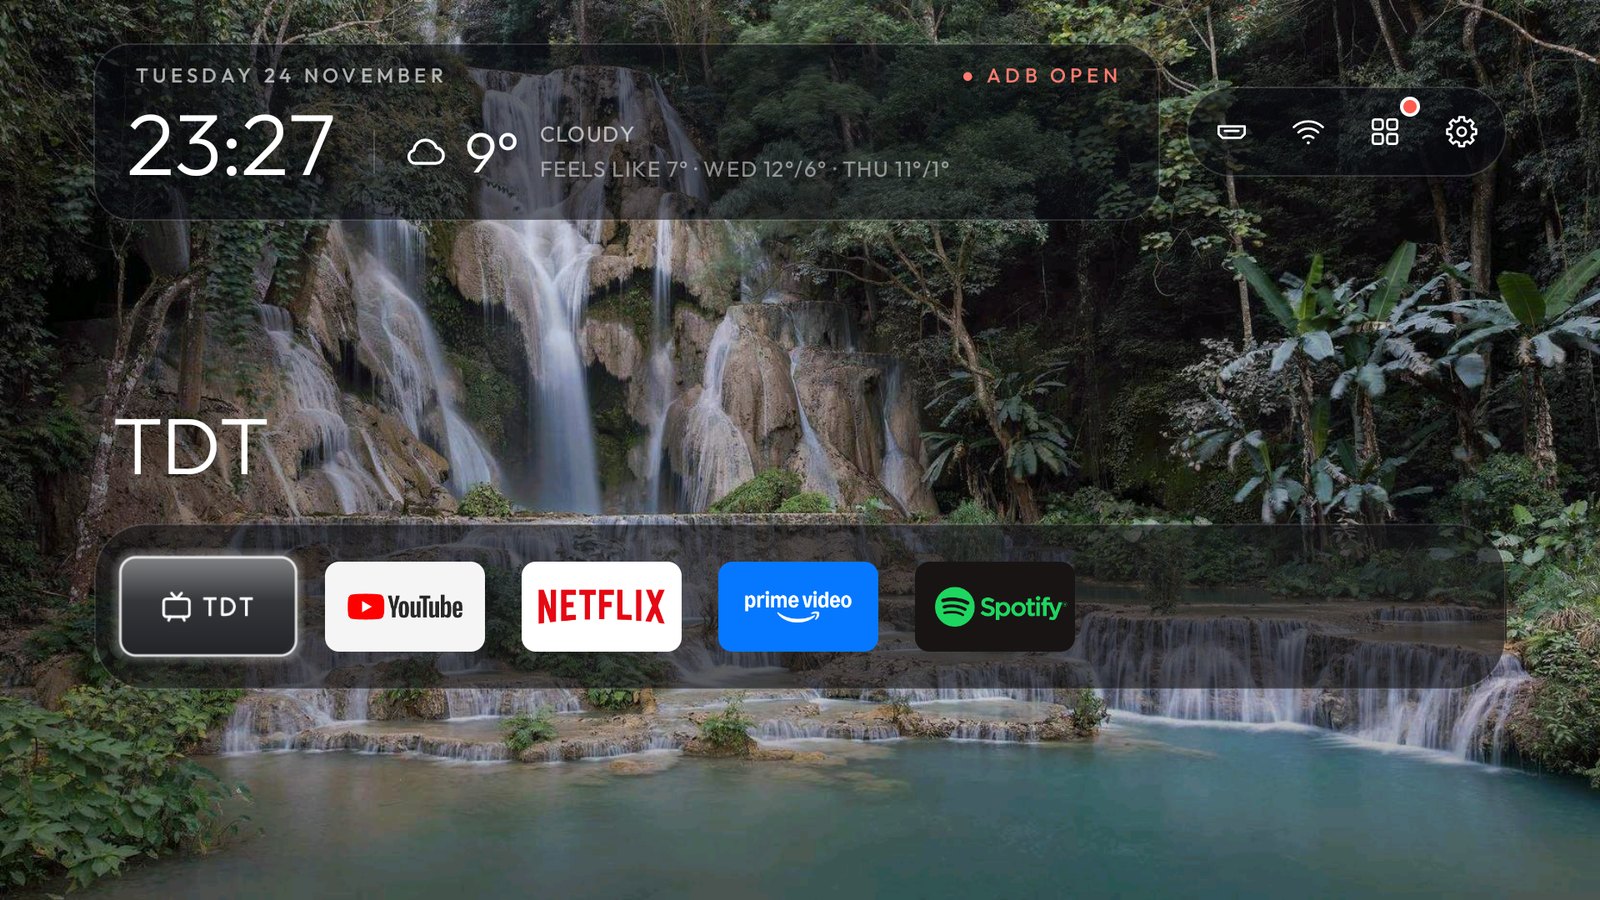 TUESDAY 24 NOVEMBER
ADB OPEN
23:27
9°
CLOUDY
FEELS LIKE 7° · WED 12°/6° · THU 11°/1°
TDT
TDT
YouTube
NETFLIX
prime video
Spotify